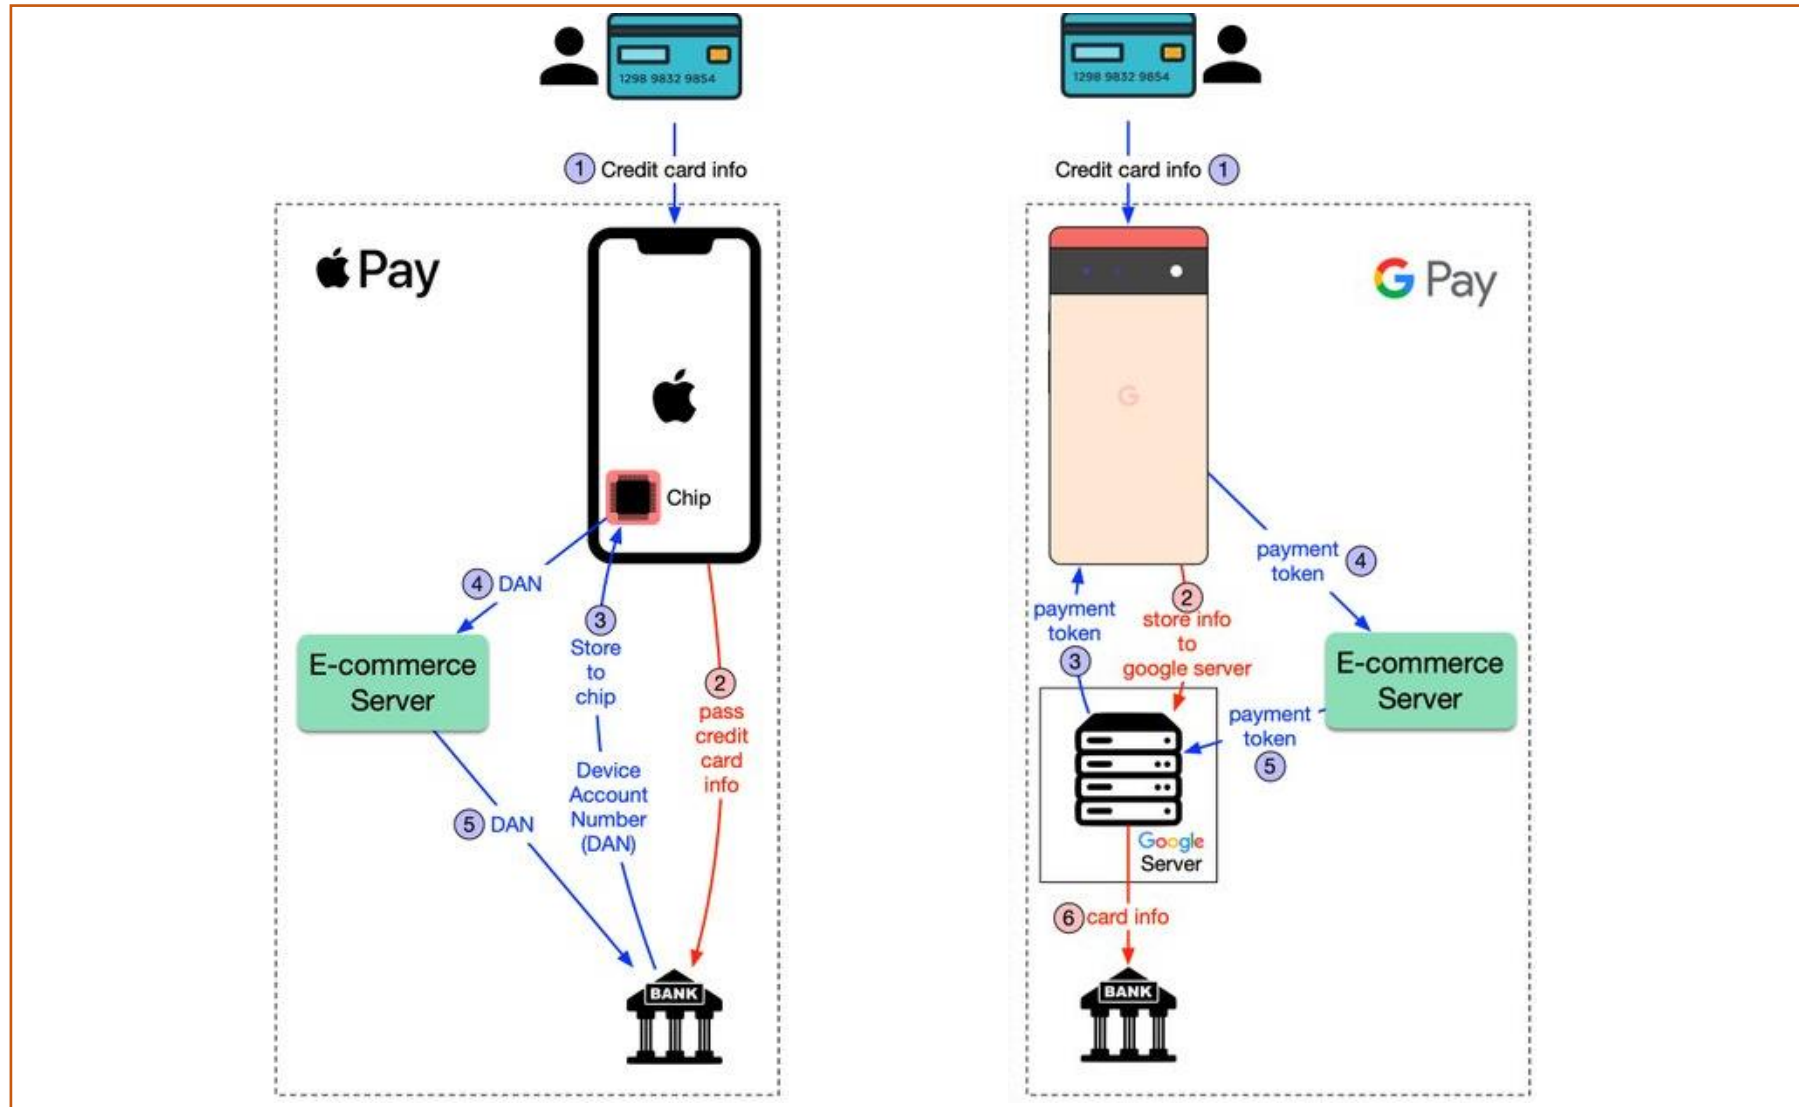 1298 9832 9854
1 Credit card info
Pay
Chip
4 DAN
3
Store
to
chip
2
pass
credit
card
info
E-commerce
Server
Device
Account
Number
(DAN)
5 DAN
BANK
1298 9832 9854
Credit card info 1
G Pay
G
payment
token
4
payment
token
3
2
store info
to
google server
E-commerce
Server
payment
token
5
Google
Server
6 card info
BANK